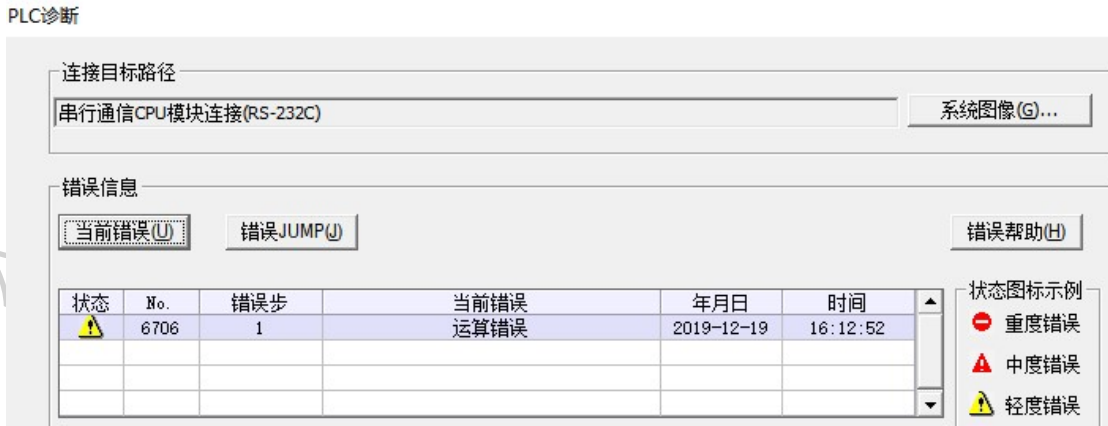 PLC诊断
连接目标路径
串行通信CPU模块连接(RS-232C)
系统图像(G)...
错误信息
当前错误(U) 错误JUMP(J) 错误帮助(H)
状态 No. 错误步 当前错误 年月日 时间
6706 1 运算错误 2019-12-19 16:12:52
状态图标示例
重度错误
中度错误
轻度错误